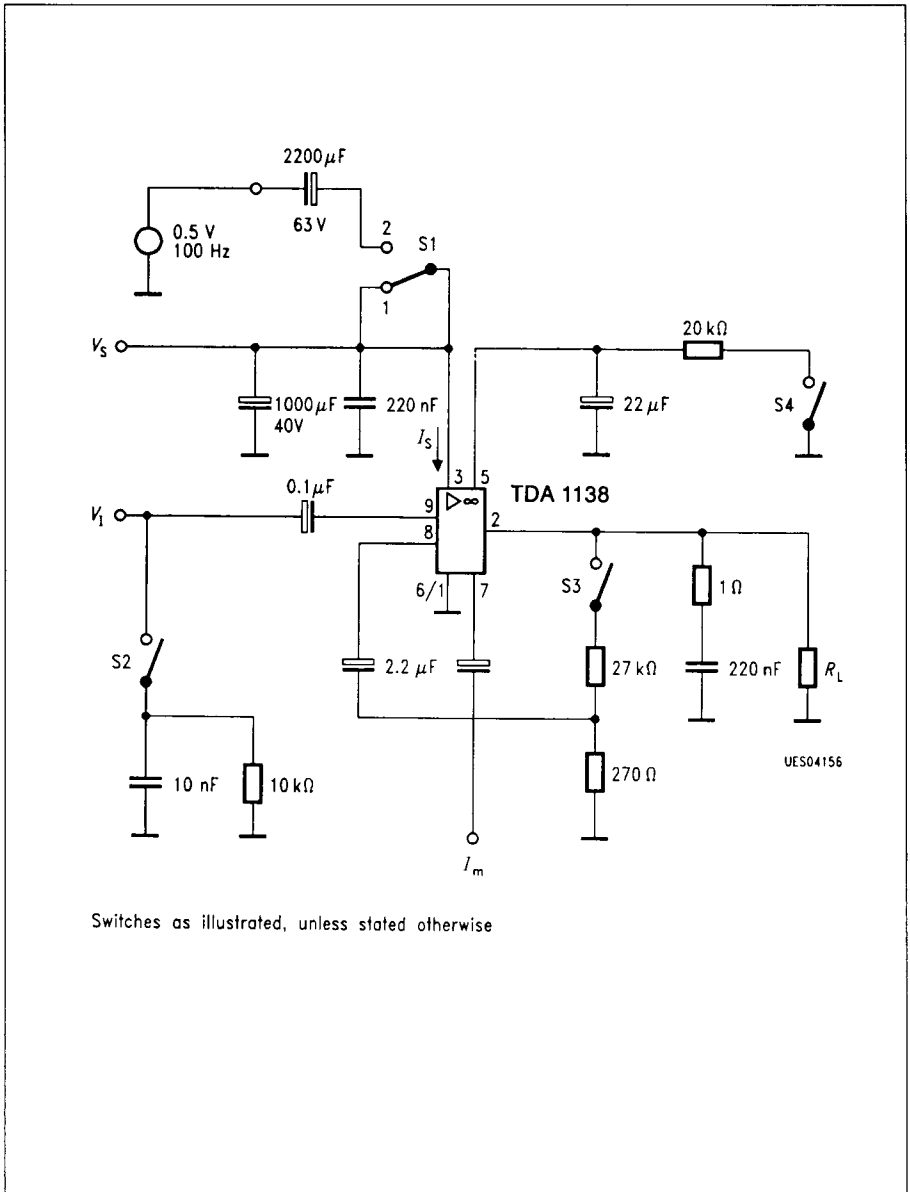 2200 µF
63 V
0.5 V
100 Hz
2
S1
1
V_S
1000 µF
40V
220 nF
I_S
20 kΩ
22 µF
S4
3 5
TDA 1138
▷∞
0.1 µF
V_I
9
8
2
6/1
7
S2
2.2 µF
S3
27 kΩ
1 Ω
220 nF
R_L
10 nF
10 kΩ
270 Ω
UES04156
I_m
Switches as illustrated, unless stated otherwise